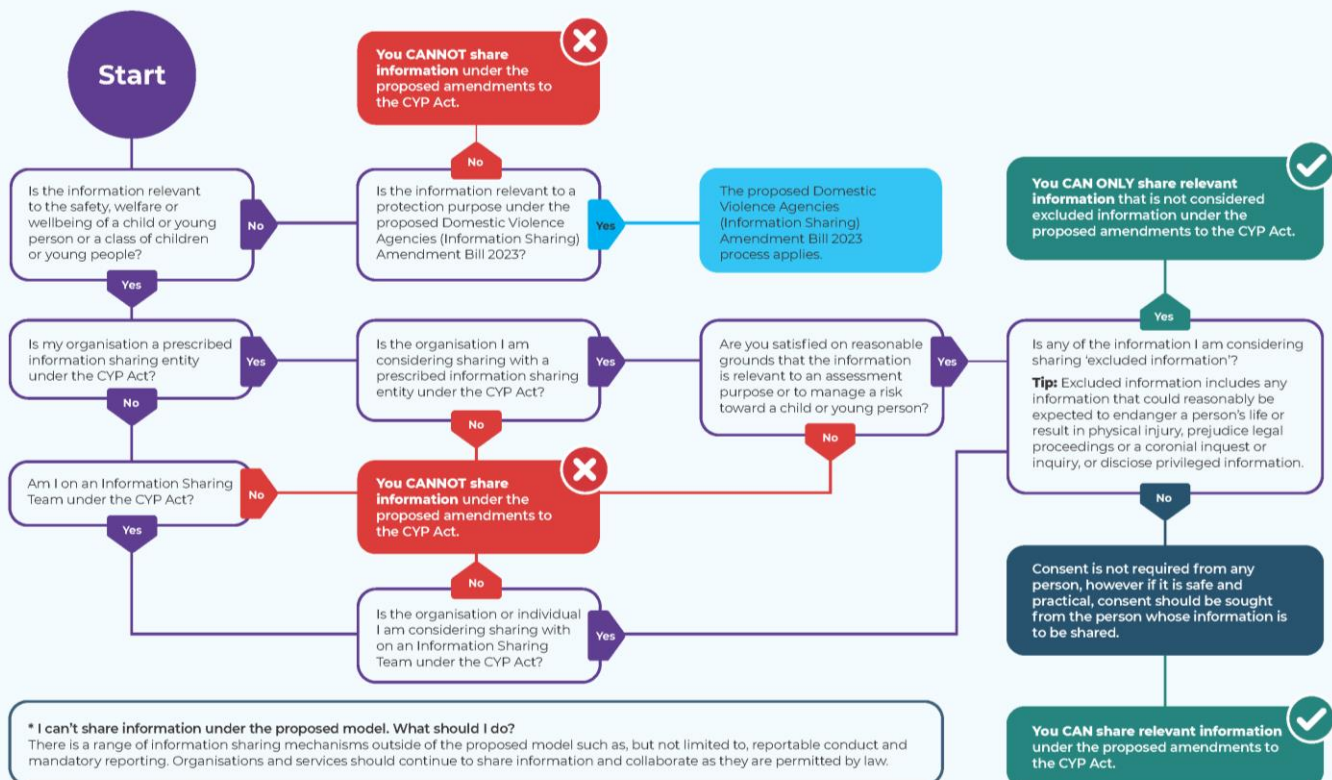 Start
You CANNOT share
information under the
proposed amendments to
the CYP Act.
No
Is the information relevant
to the safety, welfare or
wellbeing of a child or young
person or a class of children
or young people?
No
Is the information relevant to a
protection purpose under the
proposed Domestic Violence
Agencies (Information Sharing)
Amendment Bill 2023?
Yes
The proposed Domestic
Violence Agencies
(Information Sharing)
Amendment Bill 2023
process applies.
You CAN ONLY share relevant
information that is not considered
excluded information under the
proposed amendments to the CYP Act.
Yes
Yes
Is my organisation a prescribed
information sharing entity
under the CYP Act?
Yes
No
Is the organisation I am
considering sharing with a
prescribed information sharing
entity under the CYP Act?
Yes
No
Are you satisfied on reasonable
grounds that the information
is relevant to an assessment
purpose or to manage a risk
toward a child or young person?
Yes
No
Is any of the information I am considering
sharing ‘excluded information’?
Tip: Excluded information includes any
information that could reasonably be
expected to endanger a person’s life or
result in physical injury, prejudice legal
proceedings or a coronial inquest or
inquiry, or disclose privileged information.
No
Am I on an Information Sharing
Team under the CYP Act?
No
Yes
You CANNOT share
information under the
proposed amendments to
the CYP Act.
No
Is the organisation or individual
I am considering sharing with
on an Information Sharing
Team under the CYP Act?
Yes
Consent is not required from any
person, however if it is safe and
practical, consent should be sought
from the person whose information is
to be shared.
You CAN share relevant information
under the proposed amendments to
the CYP Act.
* I can’t share information under the proposed model. What should I do?
There is a range of information sharing mechanisms outside of the proposed model such as, but not limited to, reportable conduct and
mandatory reporting. Organisations and services should continue to share information and collaborate as they are permitted by law.